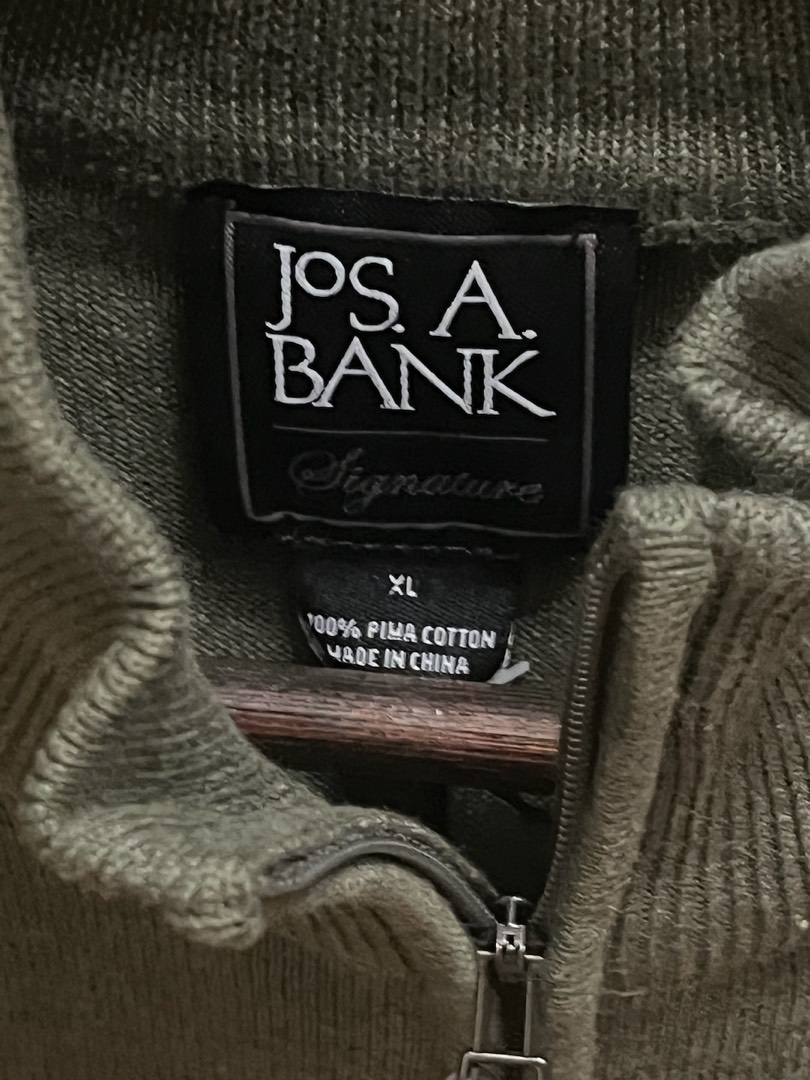 JOS. A.
BANK
Signature
XL
100% PIMA COTTON
MADE IN CHINA